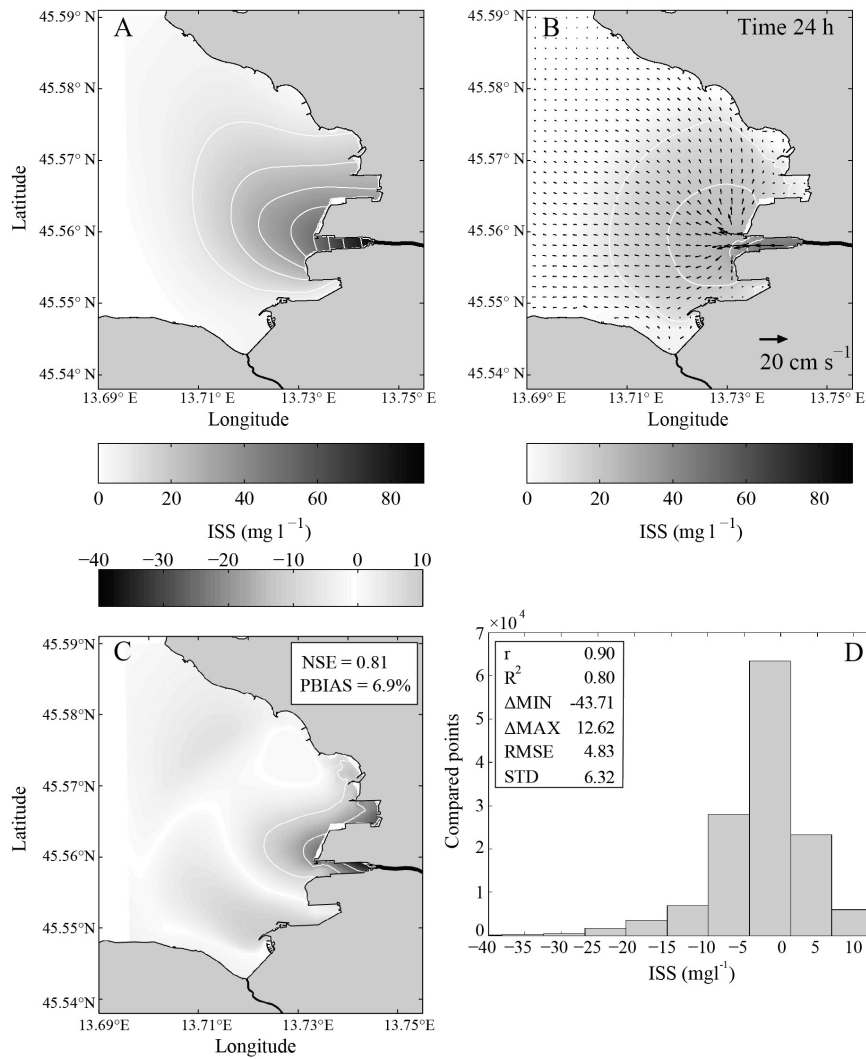 A
45.59° N
45.58° N
45.57° N
45.56° N
45.55° N
45.54° N
Latitude
13.69° E
13.71° E
13.73° E
13.75° E
Longitude
0
20
40
60
80
ISS (mg l⁻¹)
B
Time 24 h
20 cm s⁻¹
45.59° N
45.58° N
45.57° N
45.56° N
45.55° N
45.54° N
Latitude
13.69° E
13.71° E
13.73° E
13.75° E
Longitude
0
20
40
60
80
ISS (mg l⁻¹)
−40
−30
−20
−10
0
10
C
NSE = 0.81
PBIAS = 6.9%
45.59° N
45.58° N
45.57° N
45.56° N
45.55° N
45.54° N
Latitude
13.69°E
13.71°E
13.73°E
13.75°E
Longitude
D
×10⁴
7
6
5
4
3
2
1
0
Compared points
r 0.90
R² 0.80
ΔMIN -43.71
ΔMAX 12.62
RMSE 4.83
STD 6.32
−40
−35
−30
−25
−20
−15
−10
−5
0
5
10
ISS (mgl⁻¹)